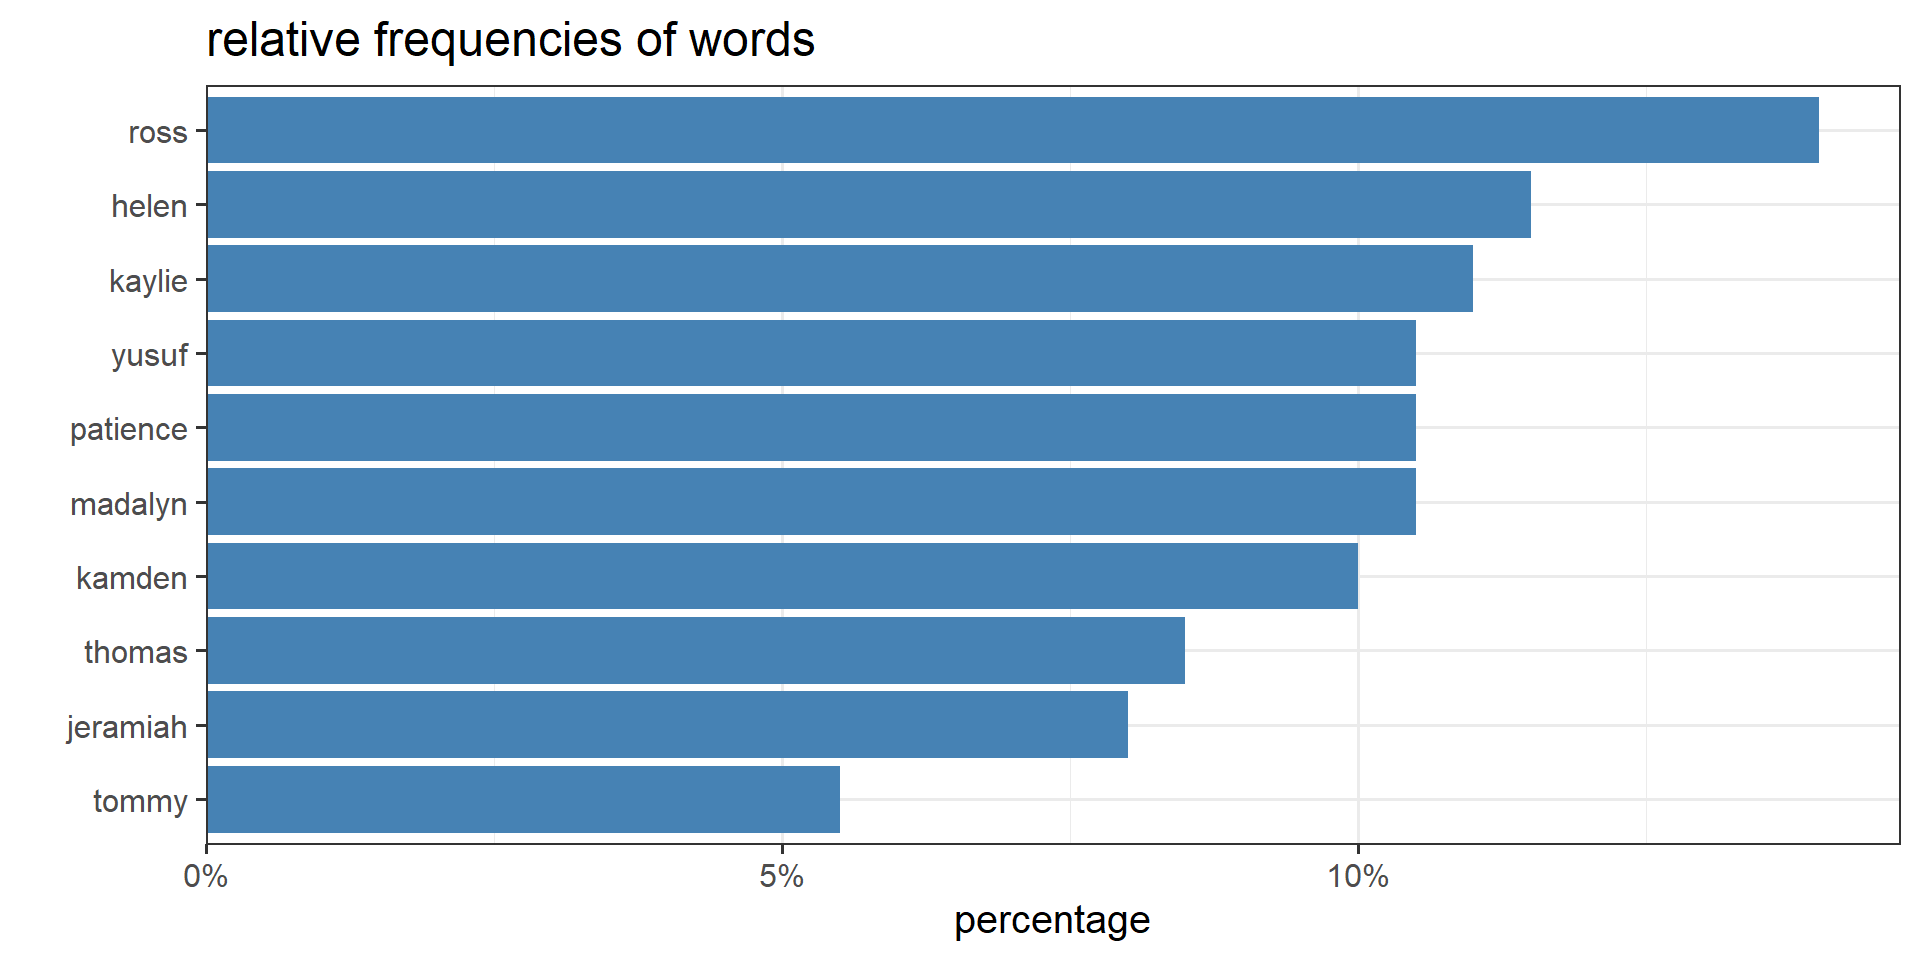 relative frequencies of words
ross
helen
kaylie
yusuf
patience
madalyn
kamden
thomas
jeramiah
tommy
0% 5% 10%
percentage